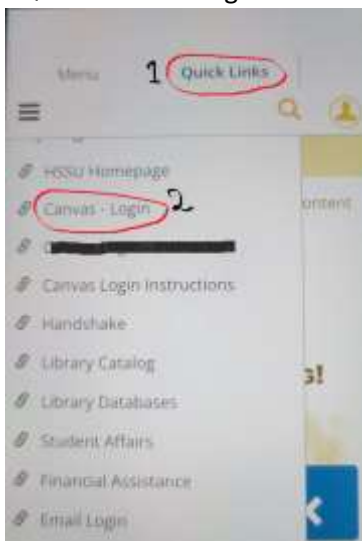 Menu 1 Quick Links
HSSU Homepage
Canvas - Login 2
ontent
Canvas Login Instructions
Handshake
Library Catalog
s!
Library Databases
Student Affairs
Financial Assistance
Email Login